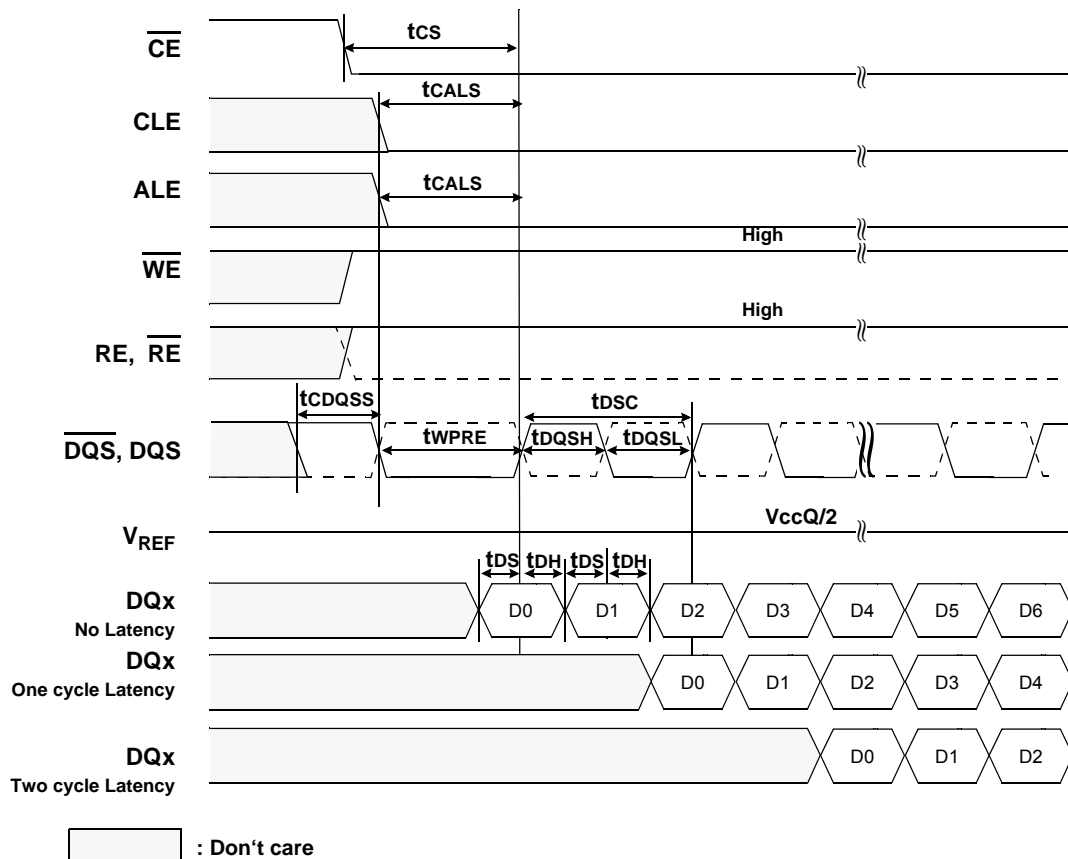 CE
tCS
CLE
tCALS
ALE
tCALS
High
WE
High
RE, RE
tCDQSS
tDSC
DQS, DQS
tWPRE
tDQSH
tDQSL
VREF
VccQ/2
tDS
tDH
tDS
tDH
DQx
No Latency
D0
D1
D2
D3
D4
D5
D6
DQx
One cycle Latency
D0
D1
D2
D3
D4
DQx
Two cycle Latency
D0
D1
D2
: Don't care